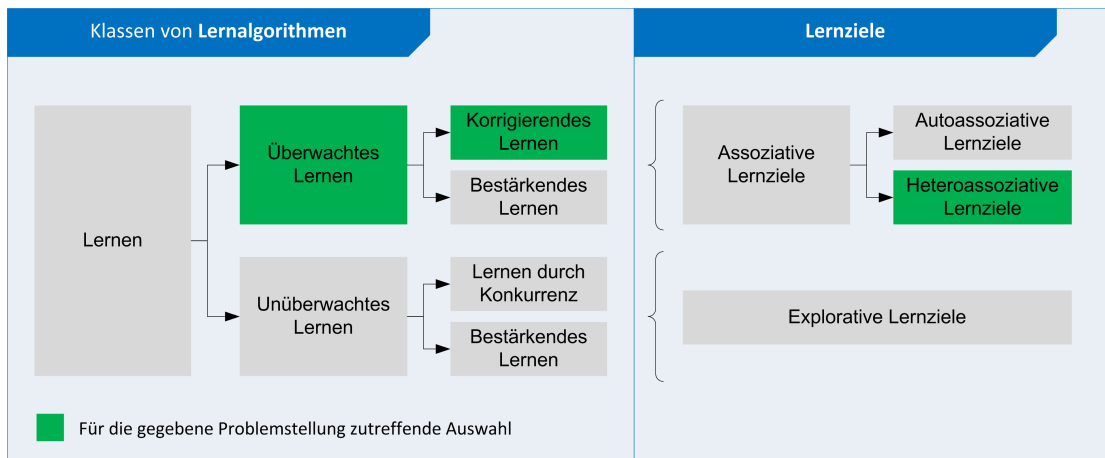 Klassen von Lernalgorithmen
Lernziele
Lernen
Überwachtes
Lernen
Korrigierendes
Lernen
Bestärkendes
Lernen
Unüberwachtes
Lernen
Lernen durch
Konkurrenz
Bestärkendes
Lernen
Assoziative
Lernziele
Autoassoziative
Lernziele
Heteroassoziative
Lernziele
Explorative Lernziele
Für die gegebene Problemstellung zutreffende Auswahl